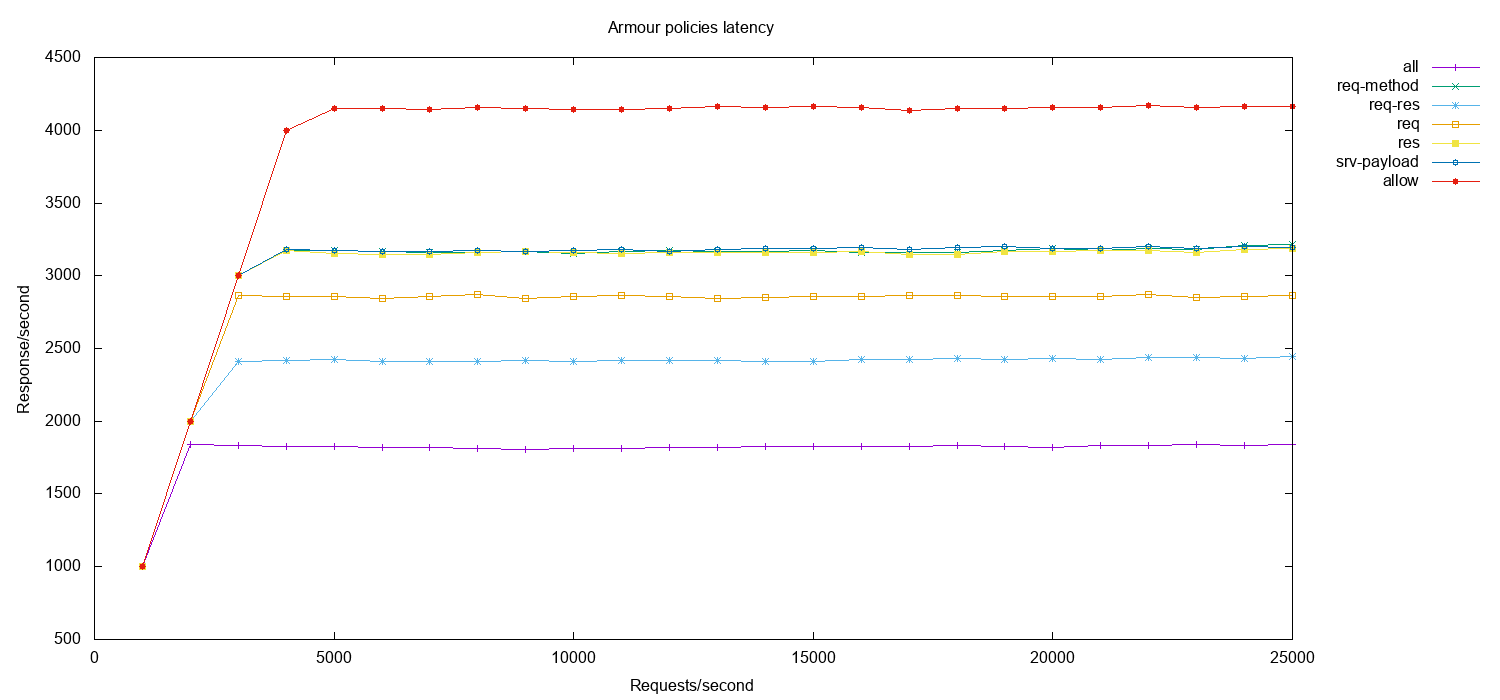 Armour policies latency
4500
4000
3500
3000
2500
2000
1500
1000
500
0
5000
10000
15000
20000
25000
Response/second
Requests/second
all
req-method
req-res
req
res
srv-payload
allow